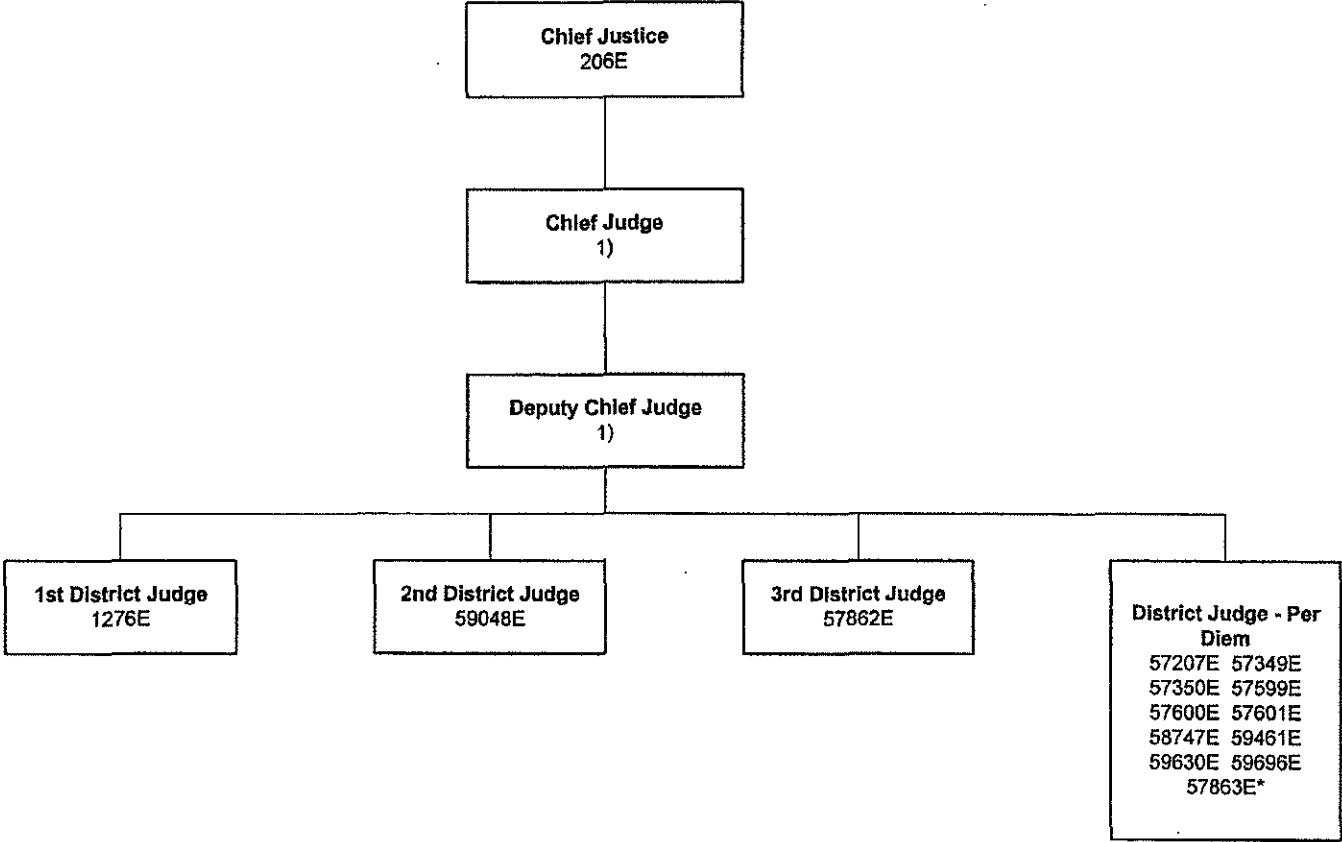 Chief Justice
206E
Chief Judge
1)
Deputy Chief Judge
1)
1st District Judge
1276E
2nd District Judge
59048E
3rd District Judge
57862E
District Judge - Per
Diem
57207E 57349E
57350E 57599E
57600E 57601E
58747E 59461E
59630E 59696E
57863E*